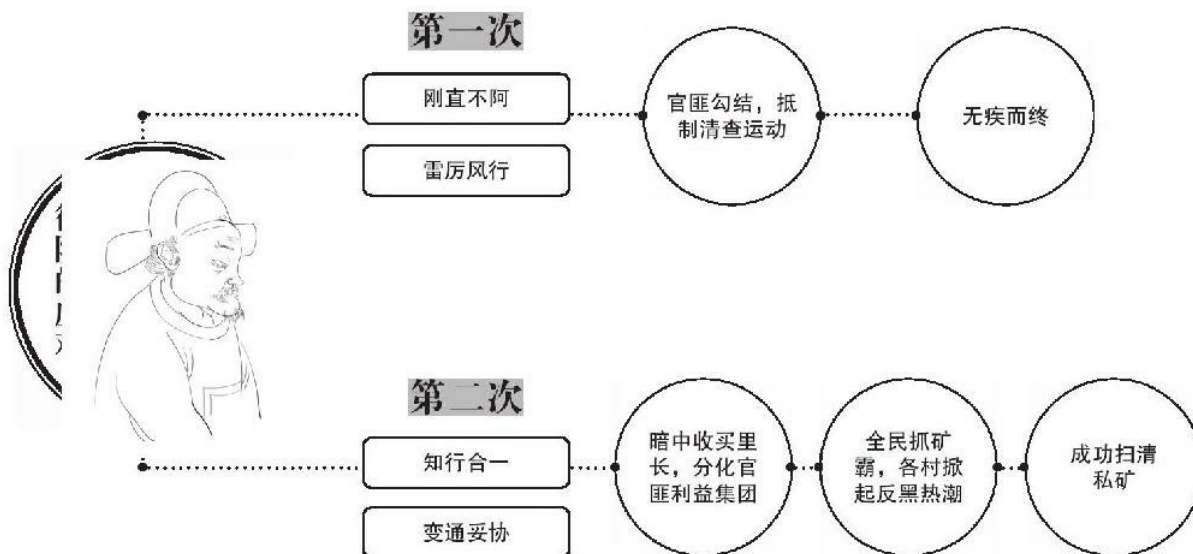 第一次
刚直不阿
雷厉风行
官匪勾结，抵
制清查运动
无疾而终
第二次
知行合一
变通妥协
暗中收买里
长，分化官
匪利益集团
全民抓矿
霸，各村掀
起反黑热潮
成功扫清
私矿